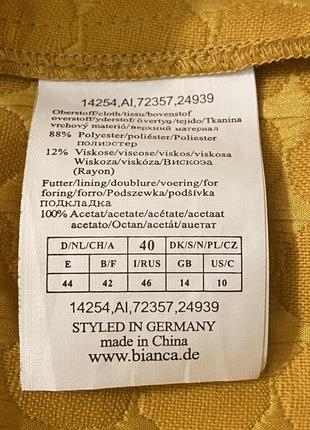 14254,AI,72357,24939
Oberstoff/cloth/tissu/bovenstof
overstoff/yderstof/ övertyg/tejido/Tkanina
vrchový materió/верхний материал
88% Polyester/poliéster/Poliester
полиэстер
12% Viskose/viscose/viskos/viskosa
Wiskoza/viskóza/Вискоза
(Rayon)
Futter/lining/doublure/voering/for
foring/forro/Podszewka/podšívka
подкладка
100% Acetat/acetate/acétate/acetaat
acetato/Octan/Acetát/ацетат
D/NL/CH/A 40 DK/S/N/PL/CZ
E B/F I/RUS GB US/C
44 42 46 14 10
14254,AI,72357,24939
STYLED IN GERMANY
made in China
www.bianca.de